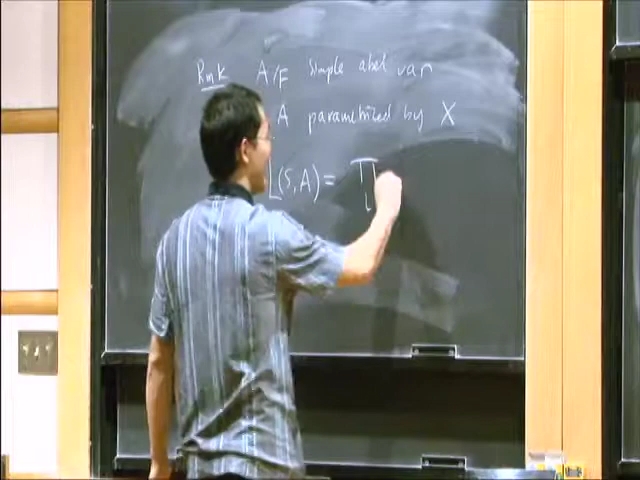 Rmk A/F simple abel var
A parametrized by X
L(s, A) = ∏